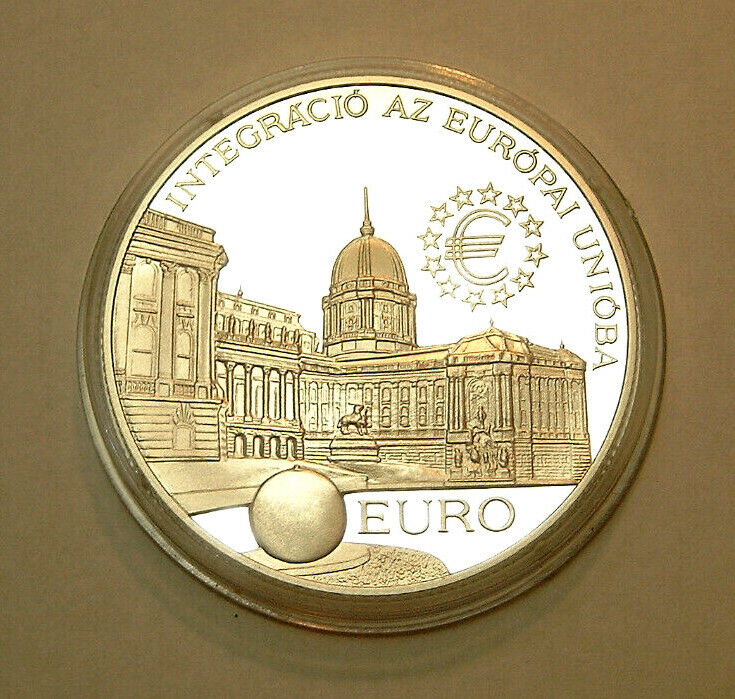 INTEGRÁCIÓ AZ EURÓPAI UNIÓBA
€
EURO